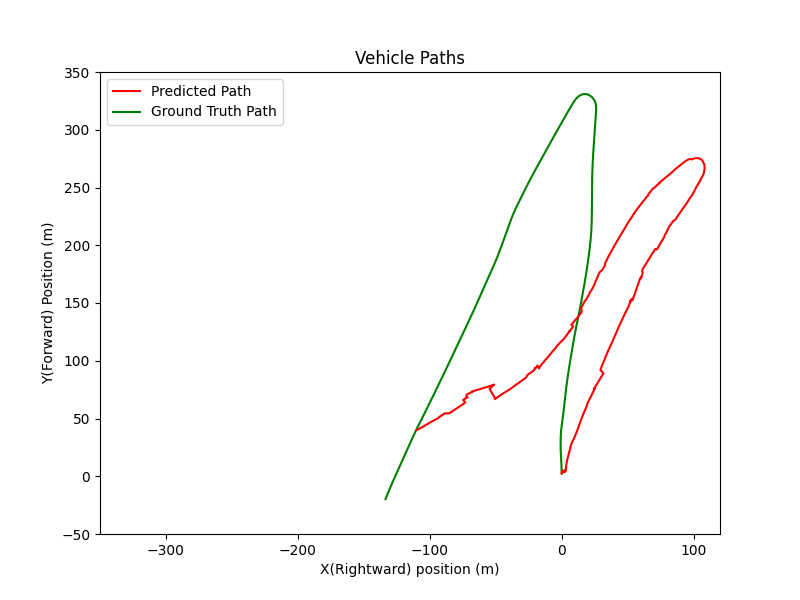 Vehicle Paths
Predicted Path
Ground Truth Path
350
300
250
200
150
100
50
0
−50
−300
−200
−100
0
100
Y(Forward) Position (m)
X(Rightward) position (m)